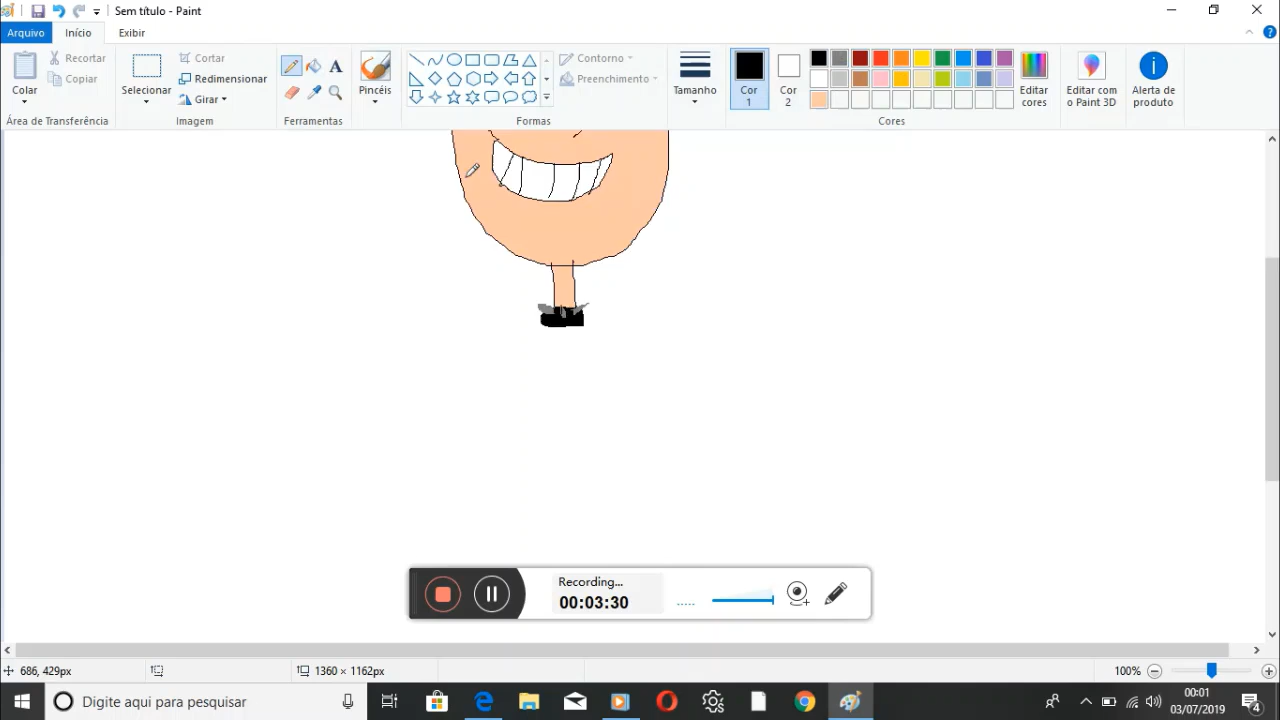 Sem título - Paint
Arquivo Início Exibir
Colar
Recortar
Copiar
Área de Transferência
Selecionar
Cortar
Redimensionar
Girar
Imagem
A
Ferramentas
Pincéis
Contorno
Preenchimento
Formas
Tamanho
Cor
1
Cor
2
Editar
cores
Cores
Editar com
o Paint 3D
Alerta de
produto
Recording...
00:03:30
686, 429px
1360 × 1162px
100%
Digite aqui para pesquisar
00:01
03/07/2019
4